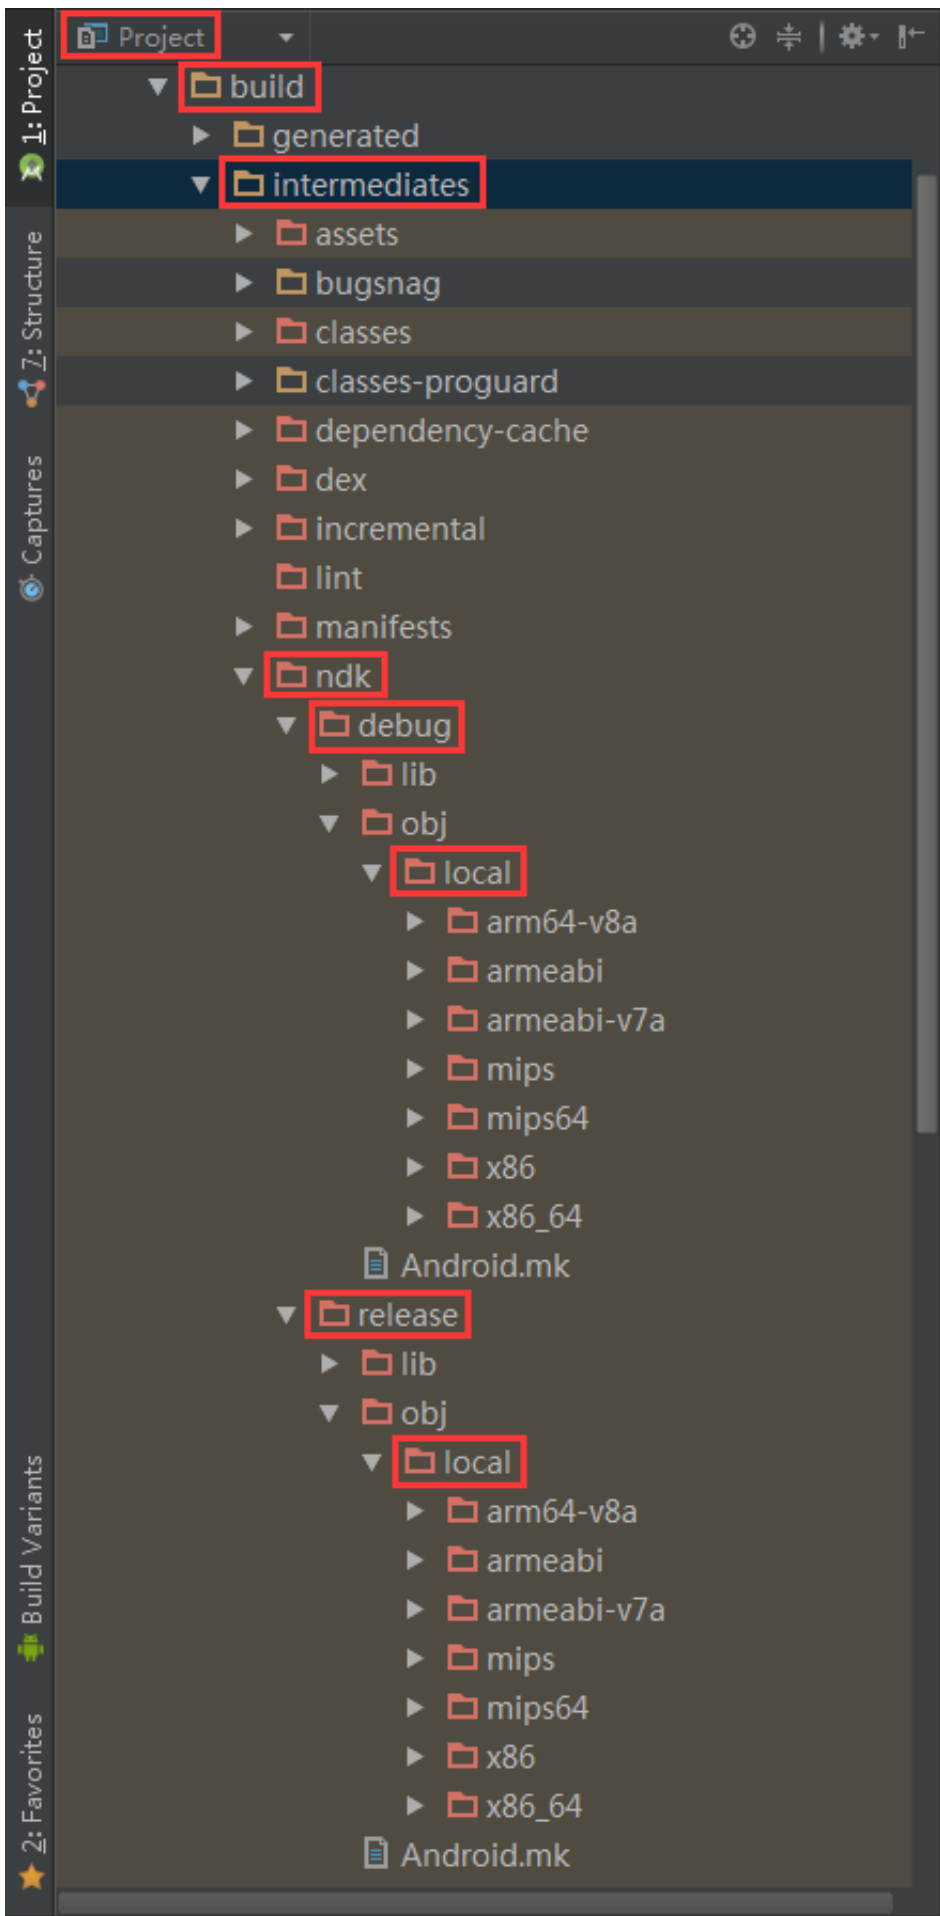 Project
build
generated
intermediates
assets
bugsnag
classes
classes-proguard
dependency-cache
dex
incremental
lint
manifests
ndk
debug
lib
obj
local
arm64-v8a
armeabi
armeabi-v7a
mips
mips64
x86
x86_64
Android.mk
release
lib
obj
local
arm64-v8a
armeabi
armeabi-v7a
mips
mips64
x86
x86_64
Android.mk
1: Project
7: Structure
Captures
Build Variants
2: Favorites